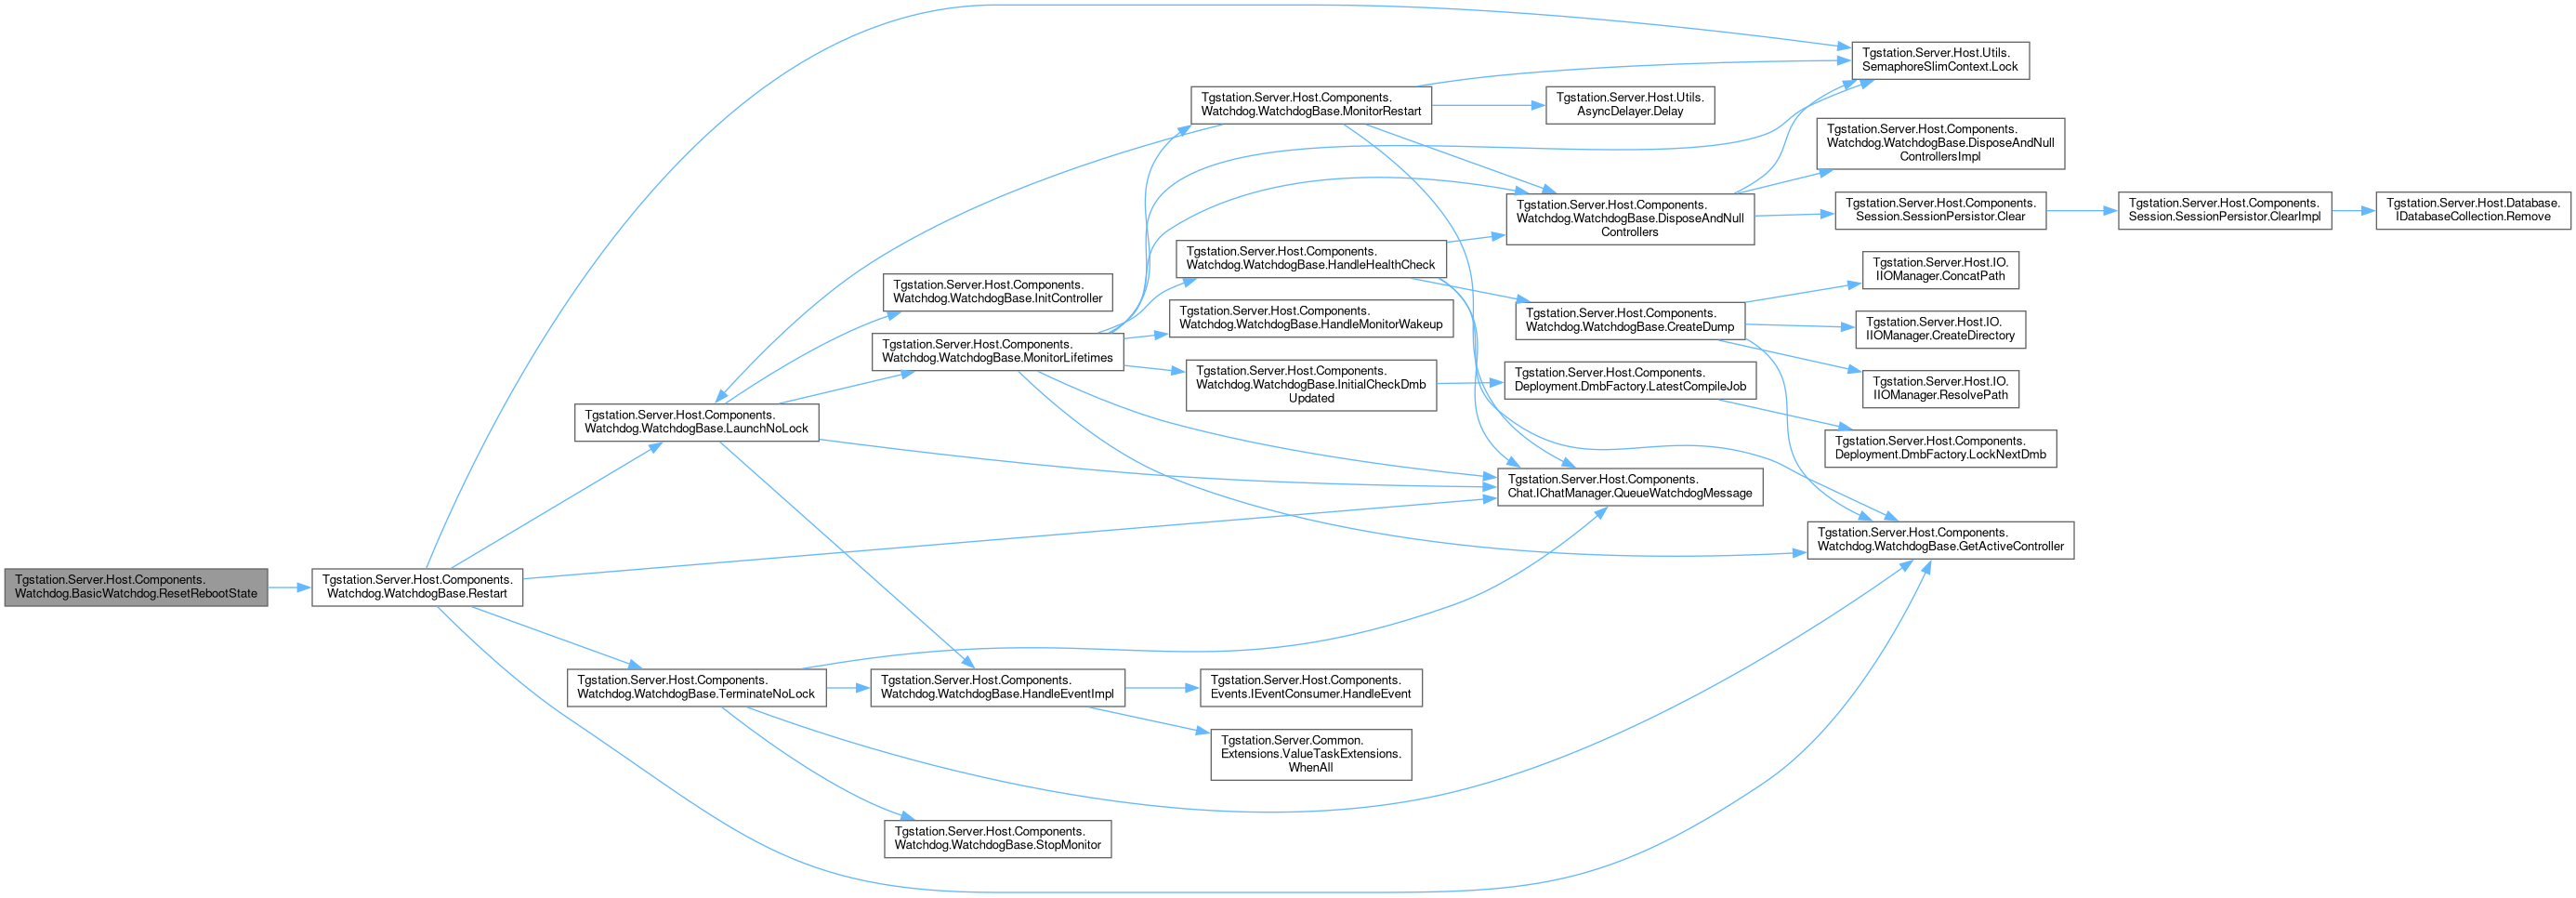 Tgstation.Server.Host.Components.
Watchdog.BasicWatchdog.ResetRebootState
Tgstation.Server.Host.Components.
Watchdog.WatchdogBase.Restart
Tgstation.Server.Host.Components.
Watchdog.WatchdogBase.LaunchNoLock
Tgstation.Server.Host.Components.
Watchdog.WatchdogBase.TerminateNoLock
Tgstation.Server.Host.Components.
Watchdog.WatchdogBase.InitController
Tgstation.Server.Host.Components.
Watchdog.WatchdogBase.MonitorLifetimes
Tgstation.Server.Host.Components.
Watchdog.WatchdogBase.HandleEventImpl
Tgstation.Server.Host.Components.
Watchdog.WatchdogBase.StopMonitor
Tgstation.Server.Host.Components.
Watchdog.WatchdogBase.MonitorRestart
Tgstation.Server.Host.Components.
Watchdog.WatchdogBase.HandleHealthCheck
Tgstation.Server.Host.Components.
Watchdog.WatchdogBase.HandleMonitorWakeup
Tgstation.Server.Host.Components.
Watchdog.WatchdogBase.InitialCheckDmb
Updated
Tgstation.Server.Host.Components.
Events.IEventConsumer.HandleEvent
Tgstation.Server.Common.
Extensions.ValueTaskExtensions.
WhenAll
Tgstation.Server.Host.Utils.
AsyncDelayer.Delay
Tgstation.Server.Host.Components.
Watchdog.WatchdogBase.DisposeAndNull
Controllers
Tgstation.Server.Host.Components.
Watchdog.WatchdogBase.CreateDump
Tgstation.Server.Host.Components.
Deployment.DmbFactory.LatestCompileJob
Tgstation.Server.Host.Components.
Chat.IChatManager.QueueWatchdogMessage
Tgstation.Server.Host.Utils.
SemaphoreSlimContext.Lock
Tgstation.Server.Host.Components.
Watchdog.WatchdogBase.DisposeAndNull
ControllersImpl
Tgstation.Server.Host.Components.
Session.SessionPersistor.Clear
Tgstation.Server.Host.IO.
IIOManager.ConcatPath
Tgstation.Server.Host.IO.
IIOManager.CreateDirectory
Tgstation.Server.Host.IO.
IIOManager.ResolvePath
Tgstation.Server.Host.Components.
Deployment.DmbFactory.LockNextDmb
Tgstation.Server.Host.Components.
Watchdog.WatchdogBase.GetActiveController
Tgstation.Server.Host.Components.
Session.SessionPersistor.ClearImpl
Tgstation.Server.Host.Database.
IDatabaseCollection.Remove